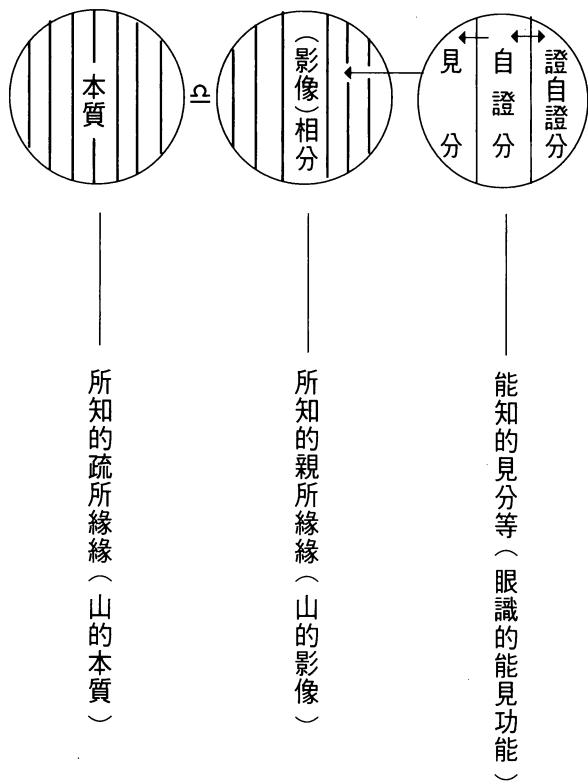 證自證分
自證分
見分
（影像）相分
本質
能知的見分等（眼識的能見功能）
所知的親所緣緣（山的影像）
所知的疏所緣緣（山的本質）